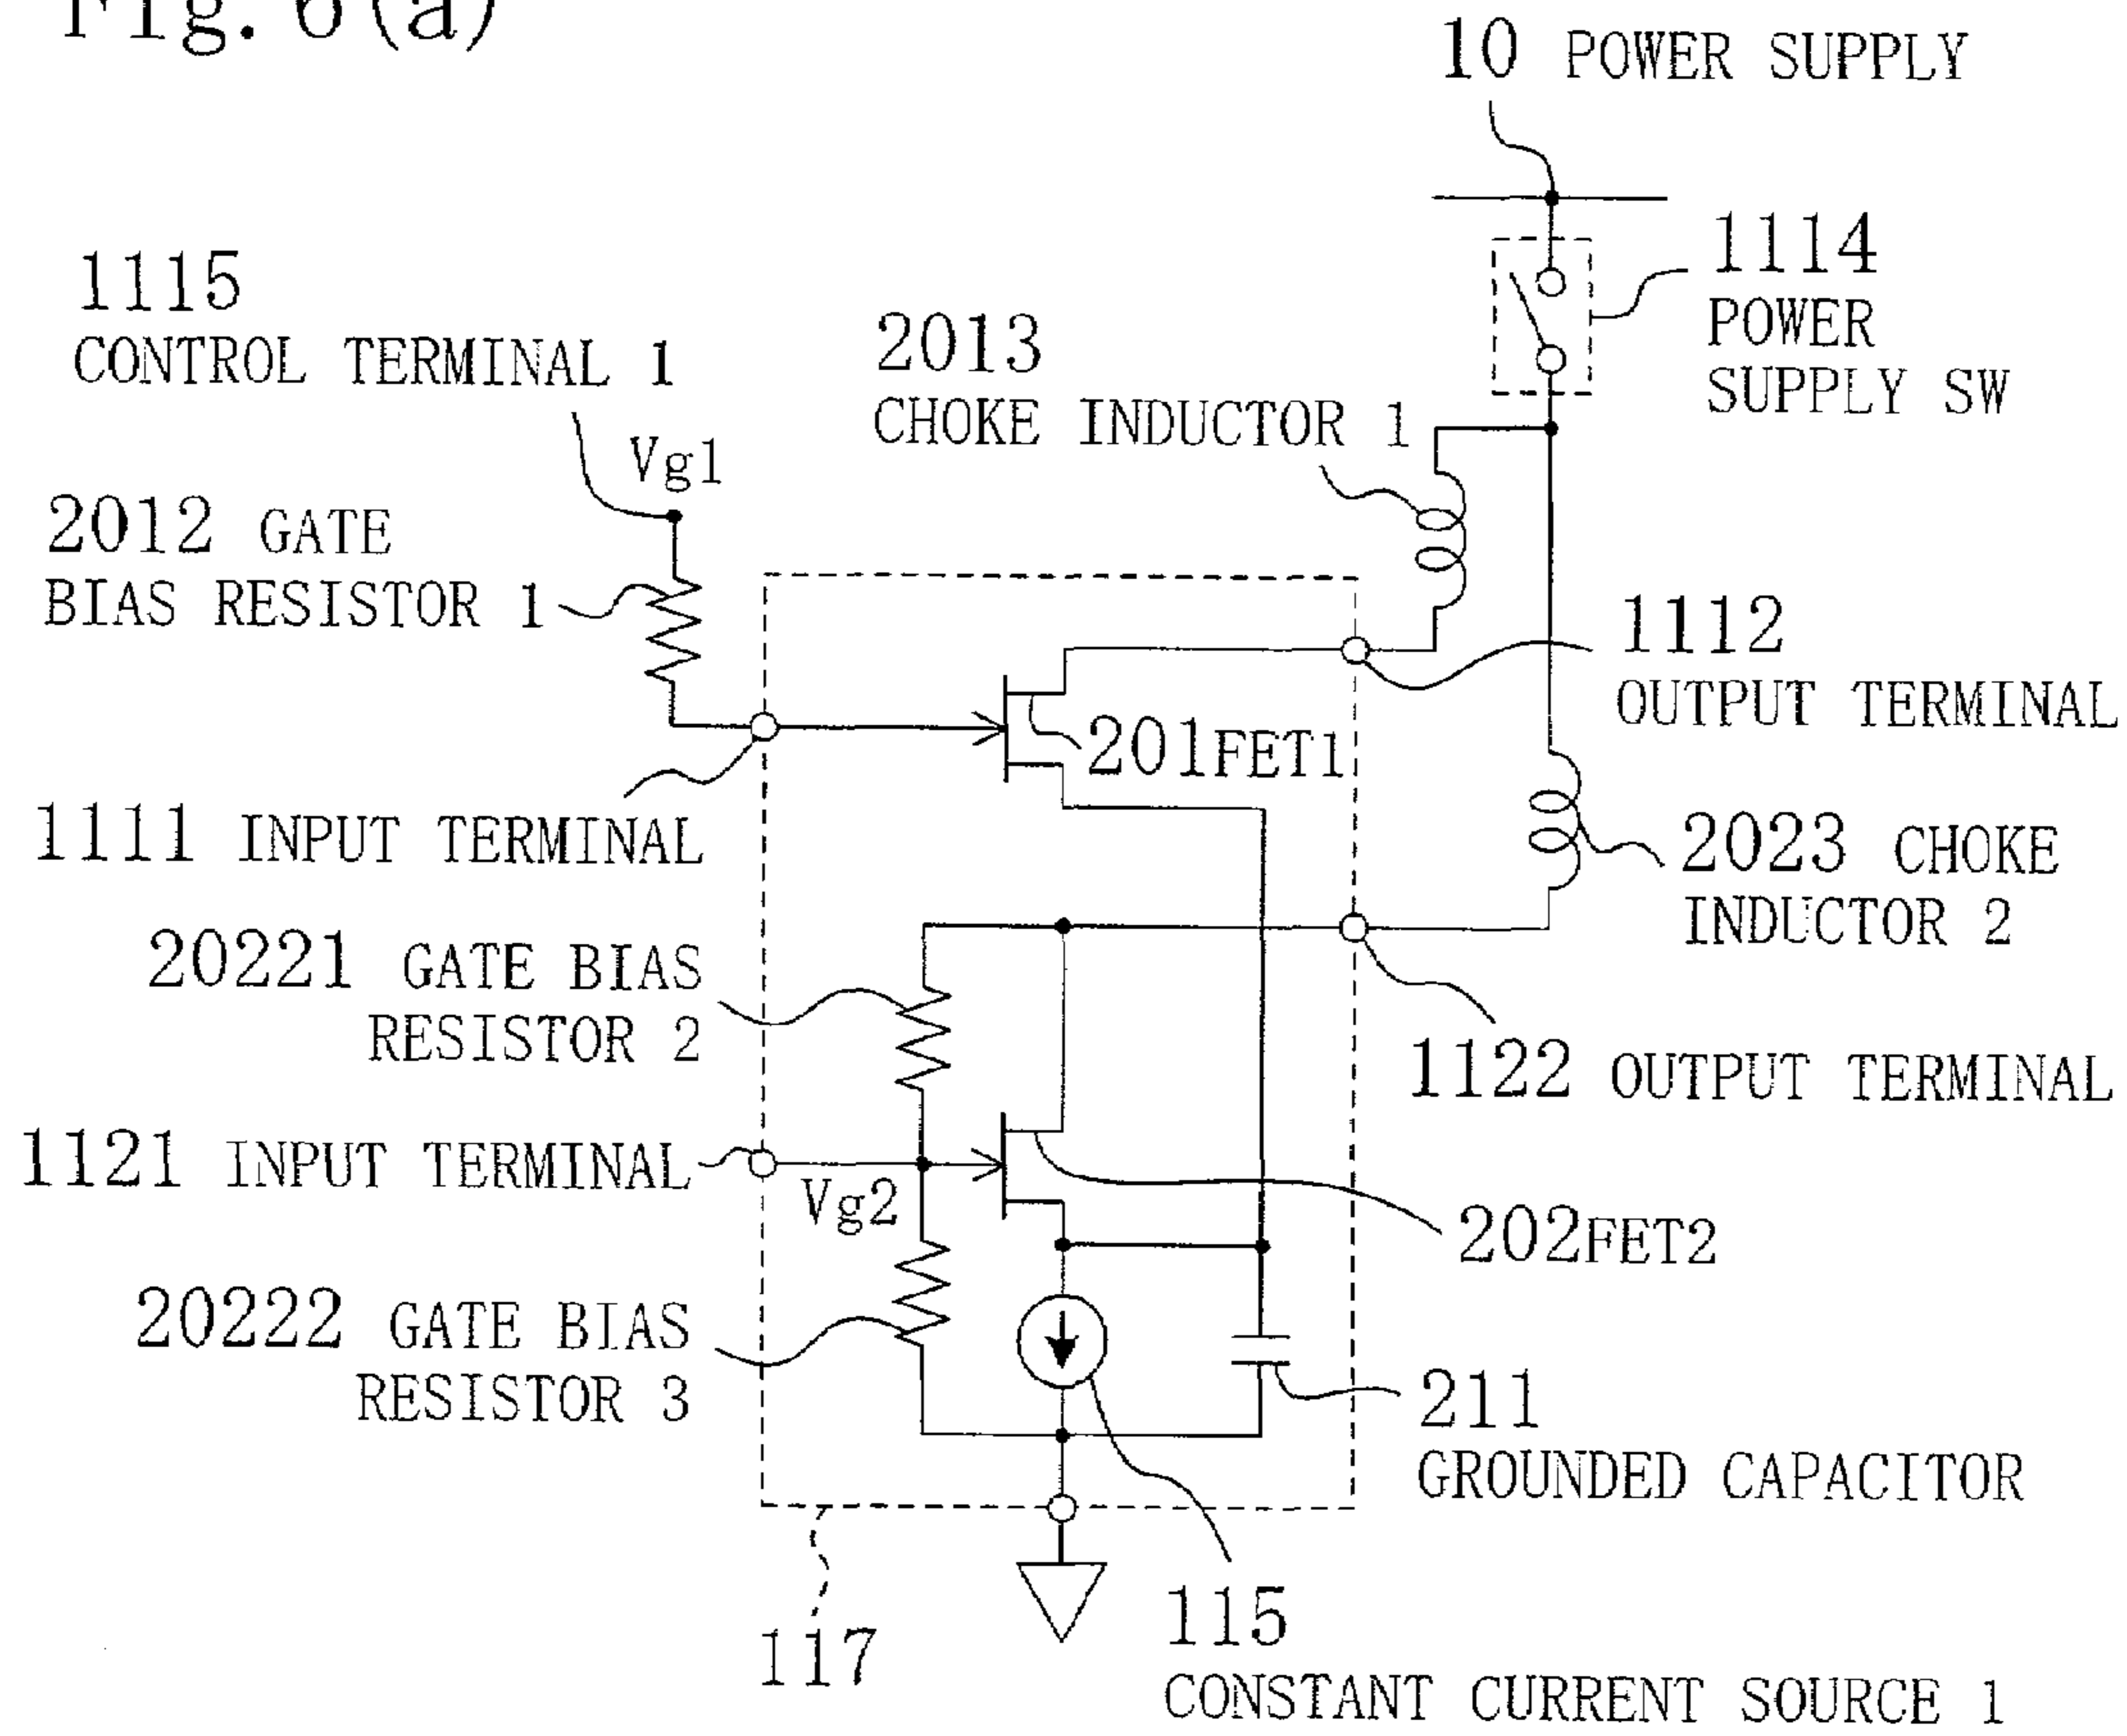 Fig. 6(a)
10 POWER SUPPLY
1114
POWER
SUPPLY SW
1115
CONTROL TERMINAL 1
Vg1
2013
CHOKE INDUCTOR 1
2012 GATE
BIAS RESISTOR 1
1112
OUTPUT TERMINAL
201FET1
1111 INPUT TERMINAL
2023 CHOKE
INDUCTOR 2
20221 GATE BIAS
RESISTOR 2
1122 OUTPUT TERMINAL
1121 INPUT TERMINAL
Vg2
202FET2
20222 GATE BIAS
RESISTOR 3
211
GROUNDED CAPACITOR
117
115
CONSTANT CURRENT SOURCE 1